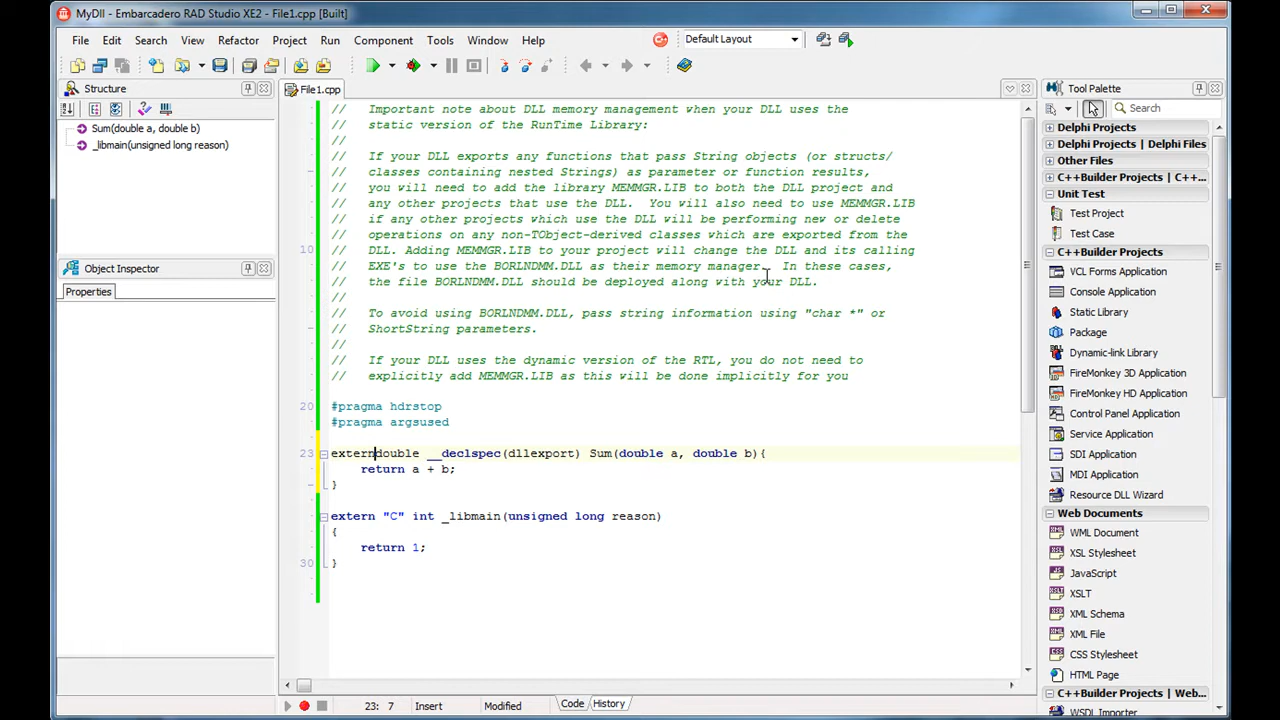 MyDll - Embarcadero RAD Studio XE2 - File1.cpp [Built]
File Edit Search View Refactor Project Run Component Tools Window Help
Default Layout
Structure
Sum(double a, double b)
_libmain(unsigned long reason)
Object Inspector
Properties
File1.cpp
// Important note about DLL memory management when your DLL uses the
// static version of the RunTime Library:
//
// If your DLL exports any functions that pass String objects (or structs/
// classes containing nested Strings) as parameter or function results,
// you will need to add the library MEMMGR.LIB to both the DLL project and
// any other projects that use the DLL. You will also need to use MEMMGR.LIB
// if any other projects which use the DLL will be performing new or delete
// operations on any non-TObject-derived classes which are exported from the
10 // DLL. Adding MEMMGR.LIB to your project will change the DLL and its calling
// EXE's to use the BORLNDMM.DLL as their memory manager. In these cases,
// the file BORLNDMM.DLL should be deployed along with your DLL.
//
// To avoid using BORLNDMM.DLL, pass string information using "char *" or
// ShortString parameters.
//
// If your DLL uses the dynamic version of the RTL, you do not need to
// explicitly add MEMMGR.LIB as this will be done implicitly for you
20 #pragma hdrstop
#pragma argsused
23 externdouble __declspec(dllexport) Sum(double a, double b){
return a + b;
}
extern "C" int _libmain(unsigned long reason)
{
return 1;
30 }
23: 7 Insert Modified Code History
Tool Palette
Search
Delphi Projects
Delphi Projects | Delphi Files
Other Files
C++Builder Projects | C++...
Unit Test
Test Project
Test Case
C++Builder Projects
VCL Forms Application
Console Application
Static Library
Package
Dynamic-link Library
FireMonkey 3D Application
FireMonkey HD Application
Control Panel Application
Service Application
SDI Application
MDI Application
Resource DLL Wizard
Web Documents
WML Document
XSL Stylesheet
JavaScript
XSLT
XML Schema
XML File
CSS Stylesheet
HTML Page
C++Builder Projects | Web...
WSDL Importer